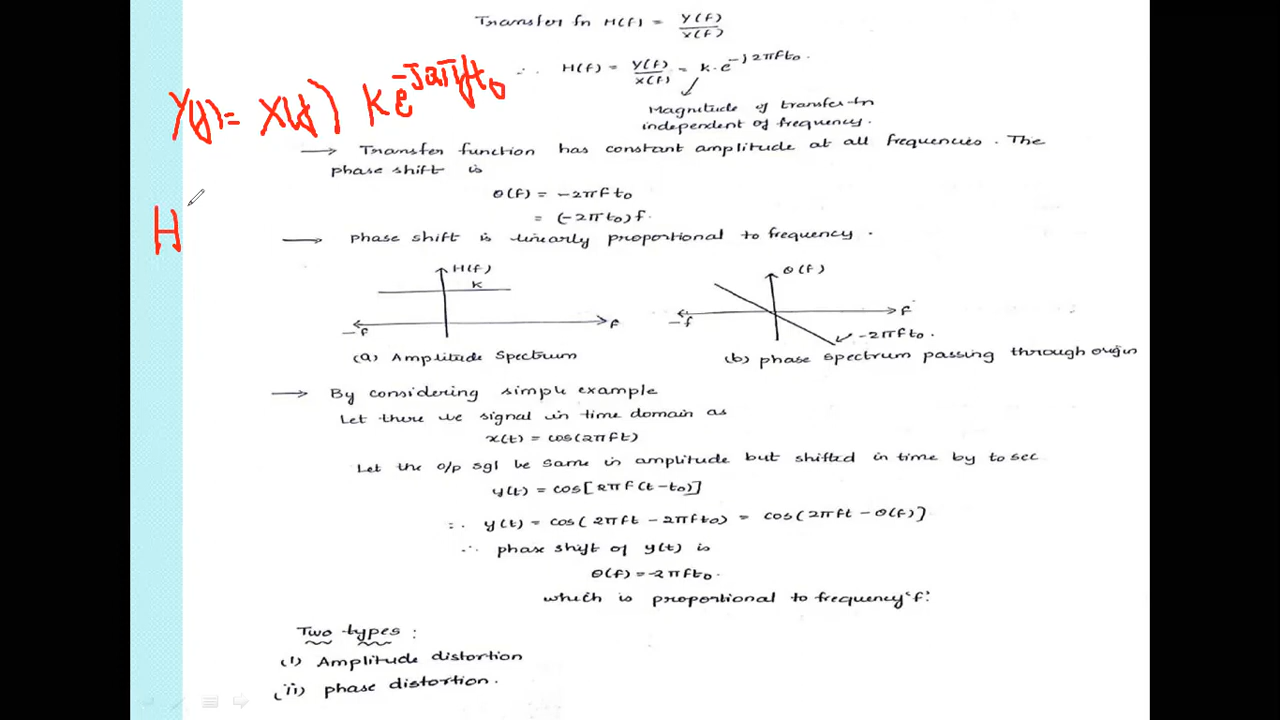 Transfer fn H(f) = Y(f)/X(f)
∴ H(f) = Y(f)/X(f) = k.e^-j2πft₀.
Y(f) = X(f) K e^-j2πft₀
Magnitude of transfer fn
independent of frequency.
→ Transfer function has constant amplitude at all frequencies. The
phase shift is
θ(f) = -2πft₀
= (-2πt₀)f.
H
→ phase shift is linearly proportional to frequency.
H(f)
K
-f
f
θ(f)
-f
f
-2πft₀.
(a) Amplitude Spectrum
(b) phase spectrum passing through origin
→ By considering simple example
Let there be signal in time domain as
x(t) = cos(2πft)
Let the o/p sgl be same in amplitude but shifted in time by to sec
y(t) = cos[2πf(t-t₀)]
∴ y(t) = cos(2πft - 2πft₀) = cos(2πft - θ(f)]
∴ phase shift of y(t) is
θ(f) = -2πft₀.
which is proportional to frequency 'f'.
Two types :
(i) Amplitude distortion
(ii) phase distortion.